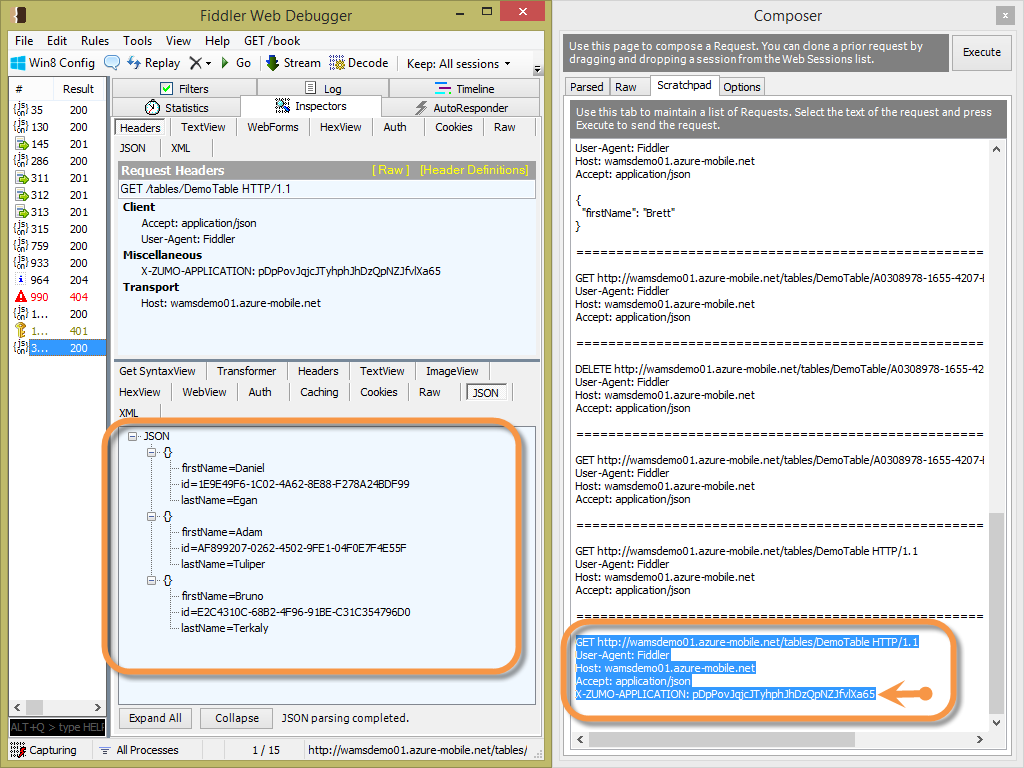 Fiddler Web Debugger
File Edit Rules Tools View Help GET /book
Win8 Config Replay Go Stream Decode Keep: All sessions
# Result
35 200
130 200
145 201
286 200
311 201
312 201
313 201
315 200
759 200
933 200
964 204
990 404
1... 200
1... 401
3... 200
ALT+Q > type HELP
Filters Log Timeline
Statistics Inspectors AutoResponder
Headers TextView WebForms HexView Auth Cookies Raw
JSON XML
Request Headers [ Raw ] [Header Definitions]
GET /tables/DemoTable HTTP/1.1
Client
Accept: application/json
User-Agent: Fiddler
Miscellaneous
X-ZUMO-APPLICATION: pDpPovJqjcJTyhphJhDzQpNZJfvlXa65
Transport
Host: wamsdemo01.azure-mobile.net
Get SyntaxView Transformer Headers TextView ImageView
HexView WebView Auth Caching Cookies Raw JSON
XML
JSON
{}
firstName=Daniel
id=1E9E49F6-1C02-4A62-8E88-F278A24BDF99
lastName=Egan
{}
firstName=Adam
id=AF899207-0262-4502-9FE1-04F0E7F4E55F
lastName=Tuliper
{}
firstName=Bruno
id=E2C4310C-68B2-4F96-91BE-C31C354796D0
lastName=Terkaly
Expand All Collapse JSON parsing completed.
Capturing All Processes 1 / 15 http://wamsdemo01.azure-mobile.net/tables/
Composer
Use this page to compose a Request. You can clone a prior request by
dragging and dropping a session from the Web Sessions list.
Execute
Parsed Raw Scratchpad Options
Use this tab to maintain a list of Requests. Select the text of the request and press
Execute to send the request.
User-Agent: Fiddler
Host: wamsdemo01.azure-mobile.net
Accept: application/json
{
"firstName": "Brett"
}
==================================================
GET http://wamsdemo01.azure-mobile.net/tables/DemoTable/A0308978-1655-4207-
User-Agent: Fiddler
Host: wamsdemo01.azure-mobile.net
Accept: application/json
==================================================
DELETE http://wamsdemo01.azure-mobile.net/tables/DemoTable/A0308978-1655-42
User-Agent: Fiddler
Host: wamsdemo01.azure-mobile.net
Accept: application/json
==================================================
GET http://wamsdemo01.azure-mobile.net/tables/DemoTable/A0308978-1655-4207-
User-Agent: Fiddler
Host: wamsdemo01.azure-mobile.net
Accept: application/json
==================================================
GET http://wamsdemo01.azure-mobile.net/tables/DemoTable HTTP/1.1
User-Agent: Fiddler
Host: wamsdemo01.azure-mobile.net
Accept: application/json
==================================================
GET http://wamsdemo01.azure-mobile.net/tables/DemoTable HTTP/1.1
User-Agent: Fiddler
Host: wamsdemo01.azure-mobile.net
Accept: application/json
X-ZUMO-APPLICATION: pDpPovJqjcJTyhphJhDzQpNZJfvlXa65